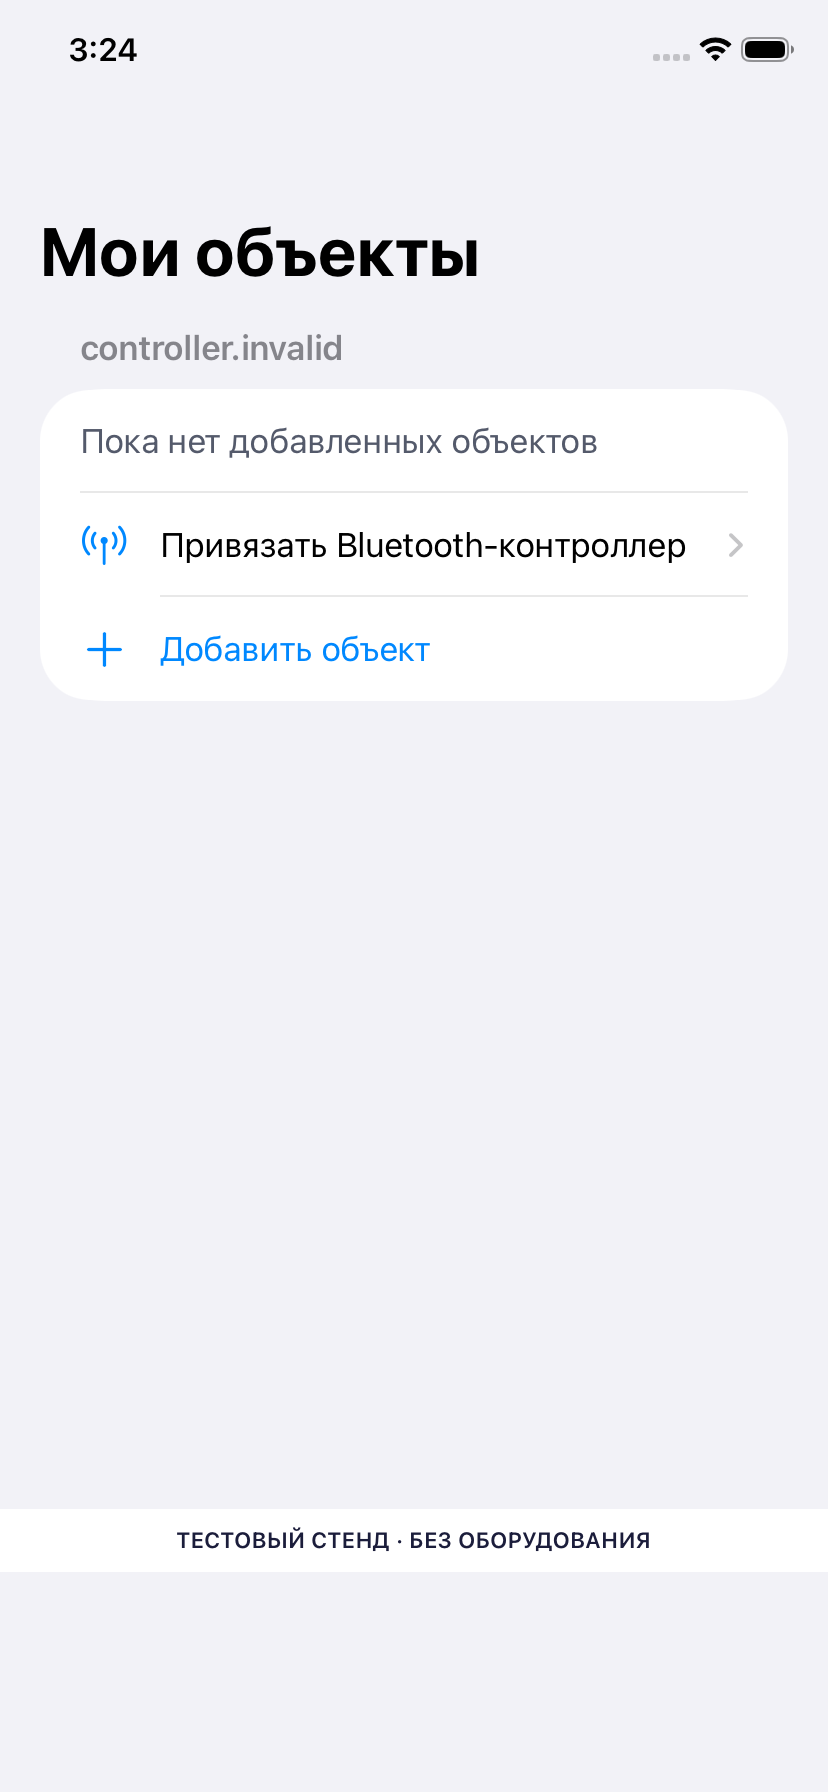 3:24
Мои объекты
controller.invalid
Пока нет добавленных объектов
Привязать Bluetooth-контроллер
Добавить объект
ТЕСТОВЫЙ СТЕНД · БЕЗ ОБОРУДОВАНИЯ